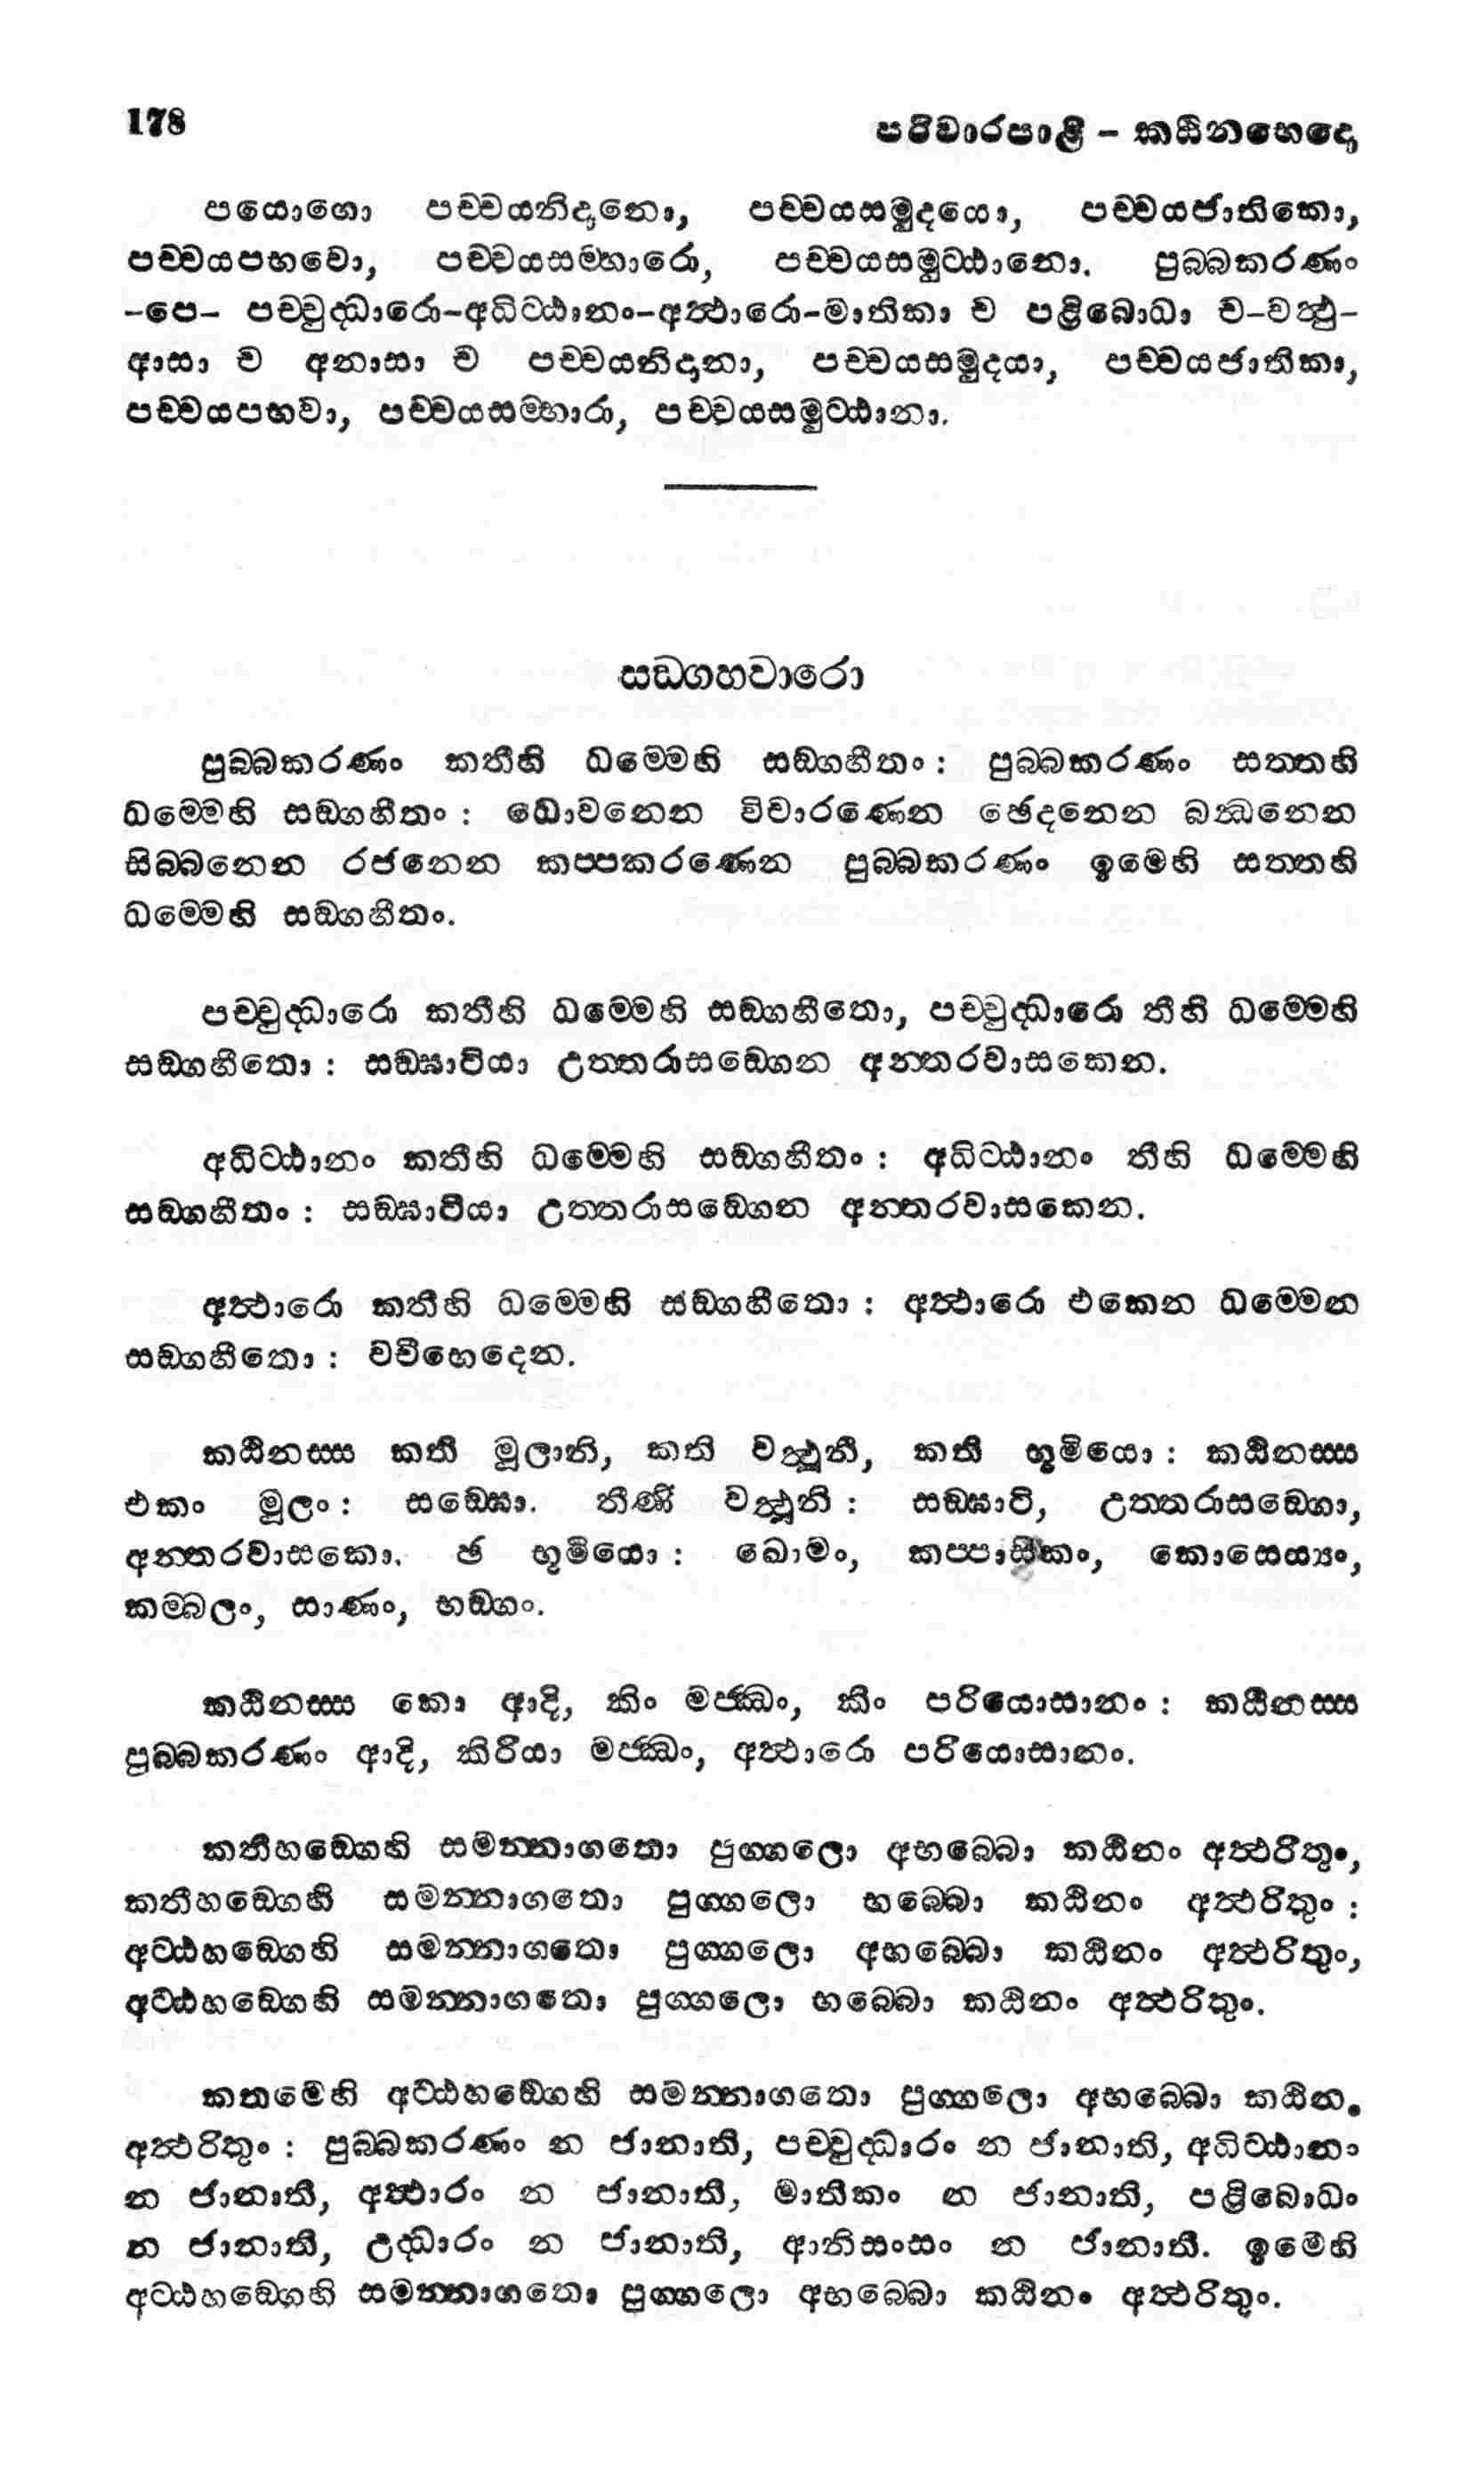 178
පරිවාරපාළි – කඨිනභෙදො
පයොගො පච්චයනිදානො, පච්චයසමුදයො, පච්චයජාතිකො,
පච්චයපභවො, පච්චයසම්භාරො, පච්චයසමුට්ඨානො. පුබ්බකරණං
–පෙ– පච්චුද්ධාරො–අධිට්ඨානං–අත්ථාරො–මාතිකා ච පළිබොධා ච–වත්ථු–
ආසා ච අනාසා ච පච්චයනිදානා, පච්චයසමුදයා, පච්චයජාතිකා,
පච්චයපභවා, පච්චයසම්භාරා, පච්චයසමුට්ඨානා.
සඞ්ගහවාරො
පුබ්බකරණං කතීහි ධම්මෙහි සඞ්ගහීතං : පුබ්බකරණං සත්තහි
ධම්මෙහි සඞ්ගහීතං : ධොවනෙන විචාරණෙන ඡෙදනෙන බන්ධනෙන
සිබ්බනෙන රජනෙන කප්පකරණෙන පුබ්බකරණං ඉමෙහි සත්තහි
ධම්මෙහි සඞ්ගහීතං.
පච්චුද්ධාරො කතීහි ධම්මෙහි සඞ්ගහීතො, පච්චුද්ධාරො තීහි ධම්මෙහි
සඞ්ගහීතො : සඞ්ඝාටියා උත්තරාසඞ්ගෙන අන්තරවාසකෙන.
අධිට්ඨානං කතීහි ධම්මෙහි සඞ්ගහීතං : අධිට්ඨානං තීහි ධම්මෙහි
සඞ්ගහීතං : සඞ්ඝාටියා උත්තරාසඞ්ගෙන අන්තරවාසකෙන.
අත්ථාරො කතීහි ධම්මෙහි සඞ්ගහීතො : අත්ථාරො එකෙන ධම්මෙන
සඞ්ගහීතො : වචීභෙදෙන.
කඨිනස්ස කති මූලානි, කති වත්ථූනි, කති භූමියො : කඨිනස්ස
එකං මූලං : සඞ්ඝො. තීණි වත්ථූනි : සඞ්ඝාටි, උත්තරාසඞ්ගො,
අන්තරවාසකො. ඡ භූමියො : ඛොමං, කප්පාසිකං, කොසෙය්‍යං,
කම්බලං, සාණං, භඞ්ගං.
කඨිනස්ස කො ආදි, කිං මජ්ඣං, කිං පරියොසානං : කඨිනස්ස
පුබ්බකරණං ආදි, කිරියා මජ්ඣං, අත්ථාරො පරියොසානං.
කතීහඞ්ගෙහි සමන්නාගතො පුග්ගලො අභබ්බො කඨිනං අත්ථරිතුං,
කතීහඞ්ගෙහි සමන්නාගතො පුග්ගලො භබ්බො කඨිනං අත්ථරිතුං :
අට්ඨහඞ්ගෙහි සමන්නාගතො පුග්ගලො අභබ්බො කඨිනං අත්ථරිතුං,
අට්ඨහඞ්ගෙහි සමන්නාගතො පුග්ගලො භබ්බො කඨිනං අත්ථරිතුං.
කතමෙහි අට්ඨහඞ්ගෙහි සමන්නාගතො පුග්ගලො අභබ්බො කඨිනං
අත්ථරිතුං : පුබ්බකරණං න ජානාති, පච්චුද්ධාරං න ජානාති, අධිට්ඨානං
න ජානාති, අත්ථාරං න ජානාති, මාතිකං න ජානාති, පළිබොධං
න ජානාති, උද්ධාරං න ජානාති, ආනිසංසං න ජානාති. ඉමෙහි
අට්ඨහඞ්ගෙහි සමන්නාගතො පුග්ගලො අභබ්බො කඨිනං අත්ථරිතුං.